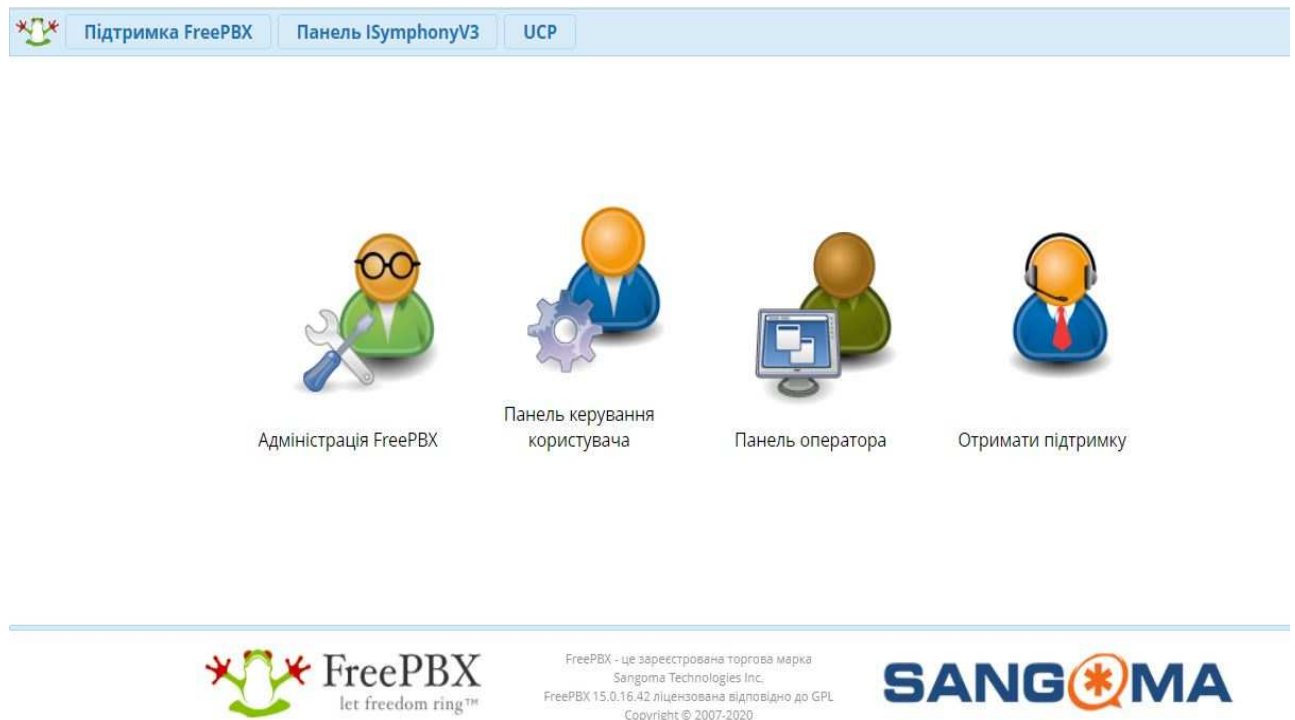 Підтримка FreePBX Панель ISymphonyV3 UCP
Адміністрація FreePBX
Панель керування
користувача
Панель оператора
Отримати підтримку
FreePBX
let freedom ring™
FreePBX - це зареєстрована торгова марка
Sangoma Technologies Inc.
FreePBX 15.0.16.42 ліцензована відповідно до GPL
Copyright © 2007-2020
SANGOMA